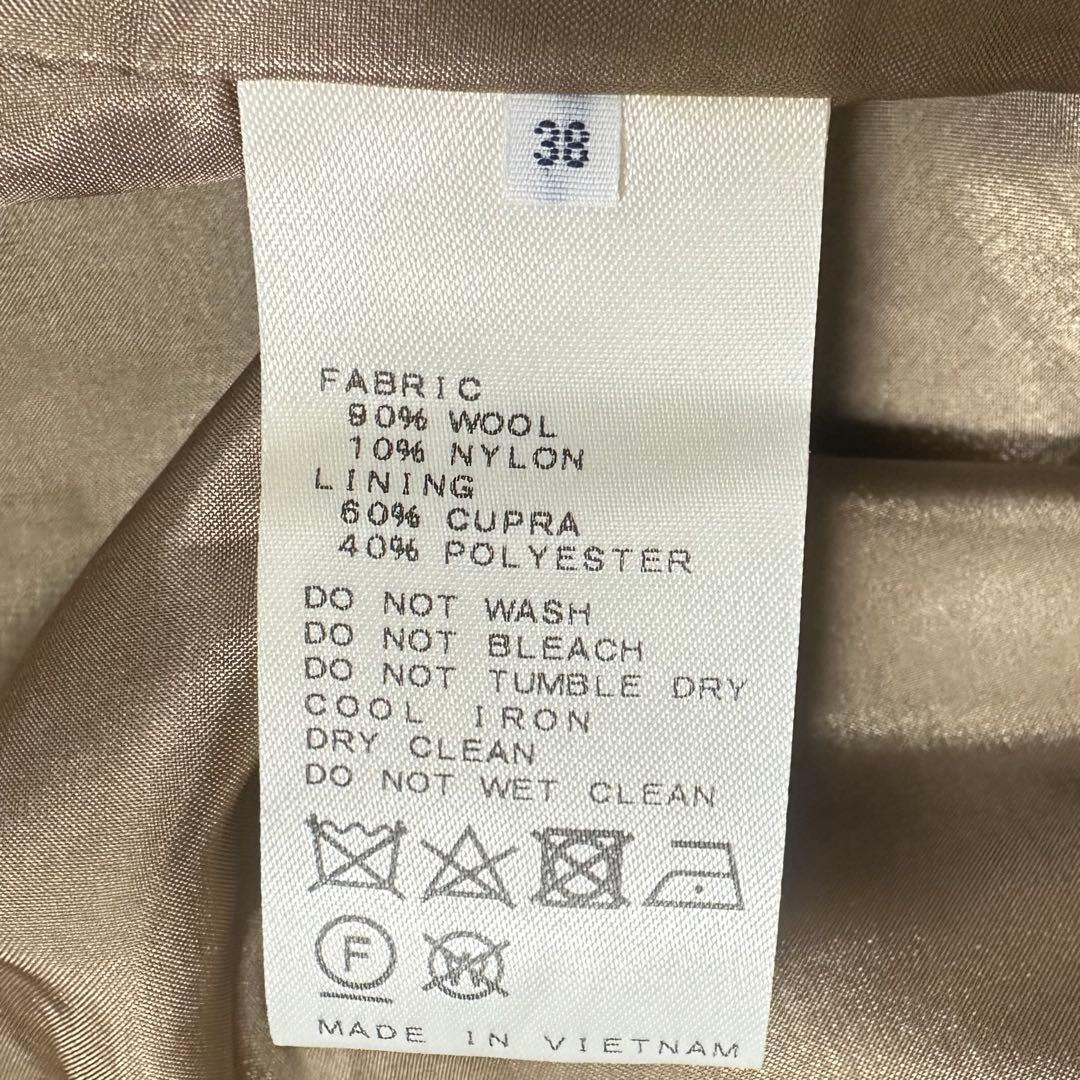 38
FABRIC
90% WOOL
10% NYLON
LINING
60% CUPRA
40% POLYESTER
DO NOT WASH
DO NOT BLEACH
DO NOT TUMBLE DRY
COOL IRON
DRY CLEAN
DO NOT WET CLEAN
F W
MADE IN VIETNAM